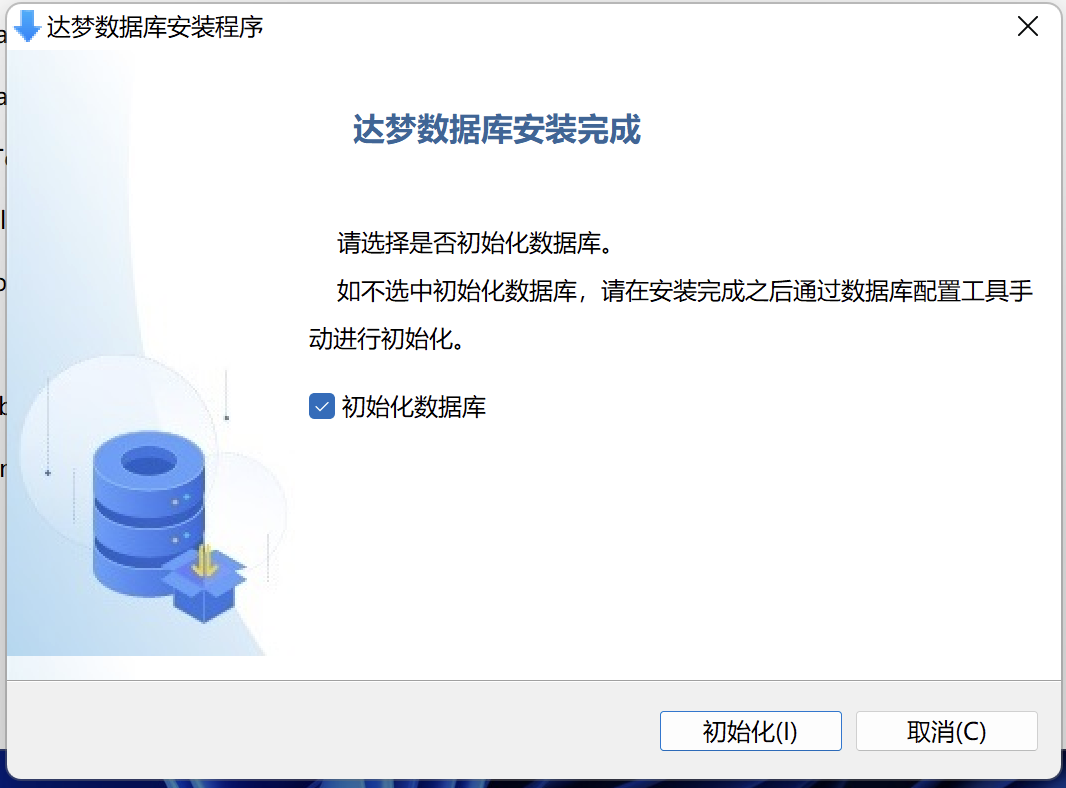 达梦数据库安装程序
达梦数据库安装完成
请选择是否初始化数据库。
如不选中初始化数据库，请在安装完成之后通过数据库配置工具手
动进行初始化。
初始化数据库
初始化(I)
取消(C)